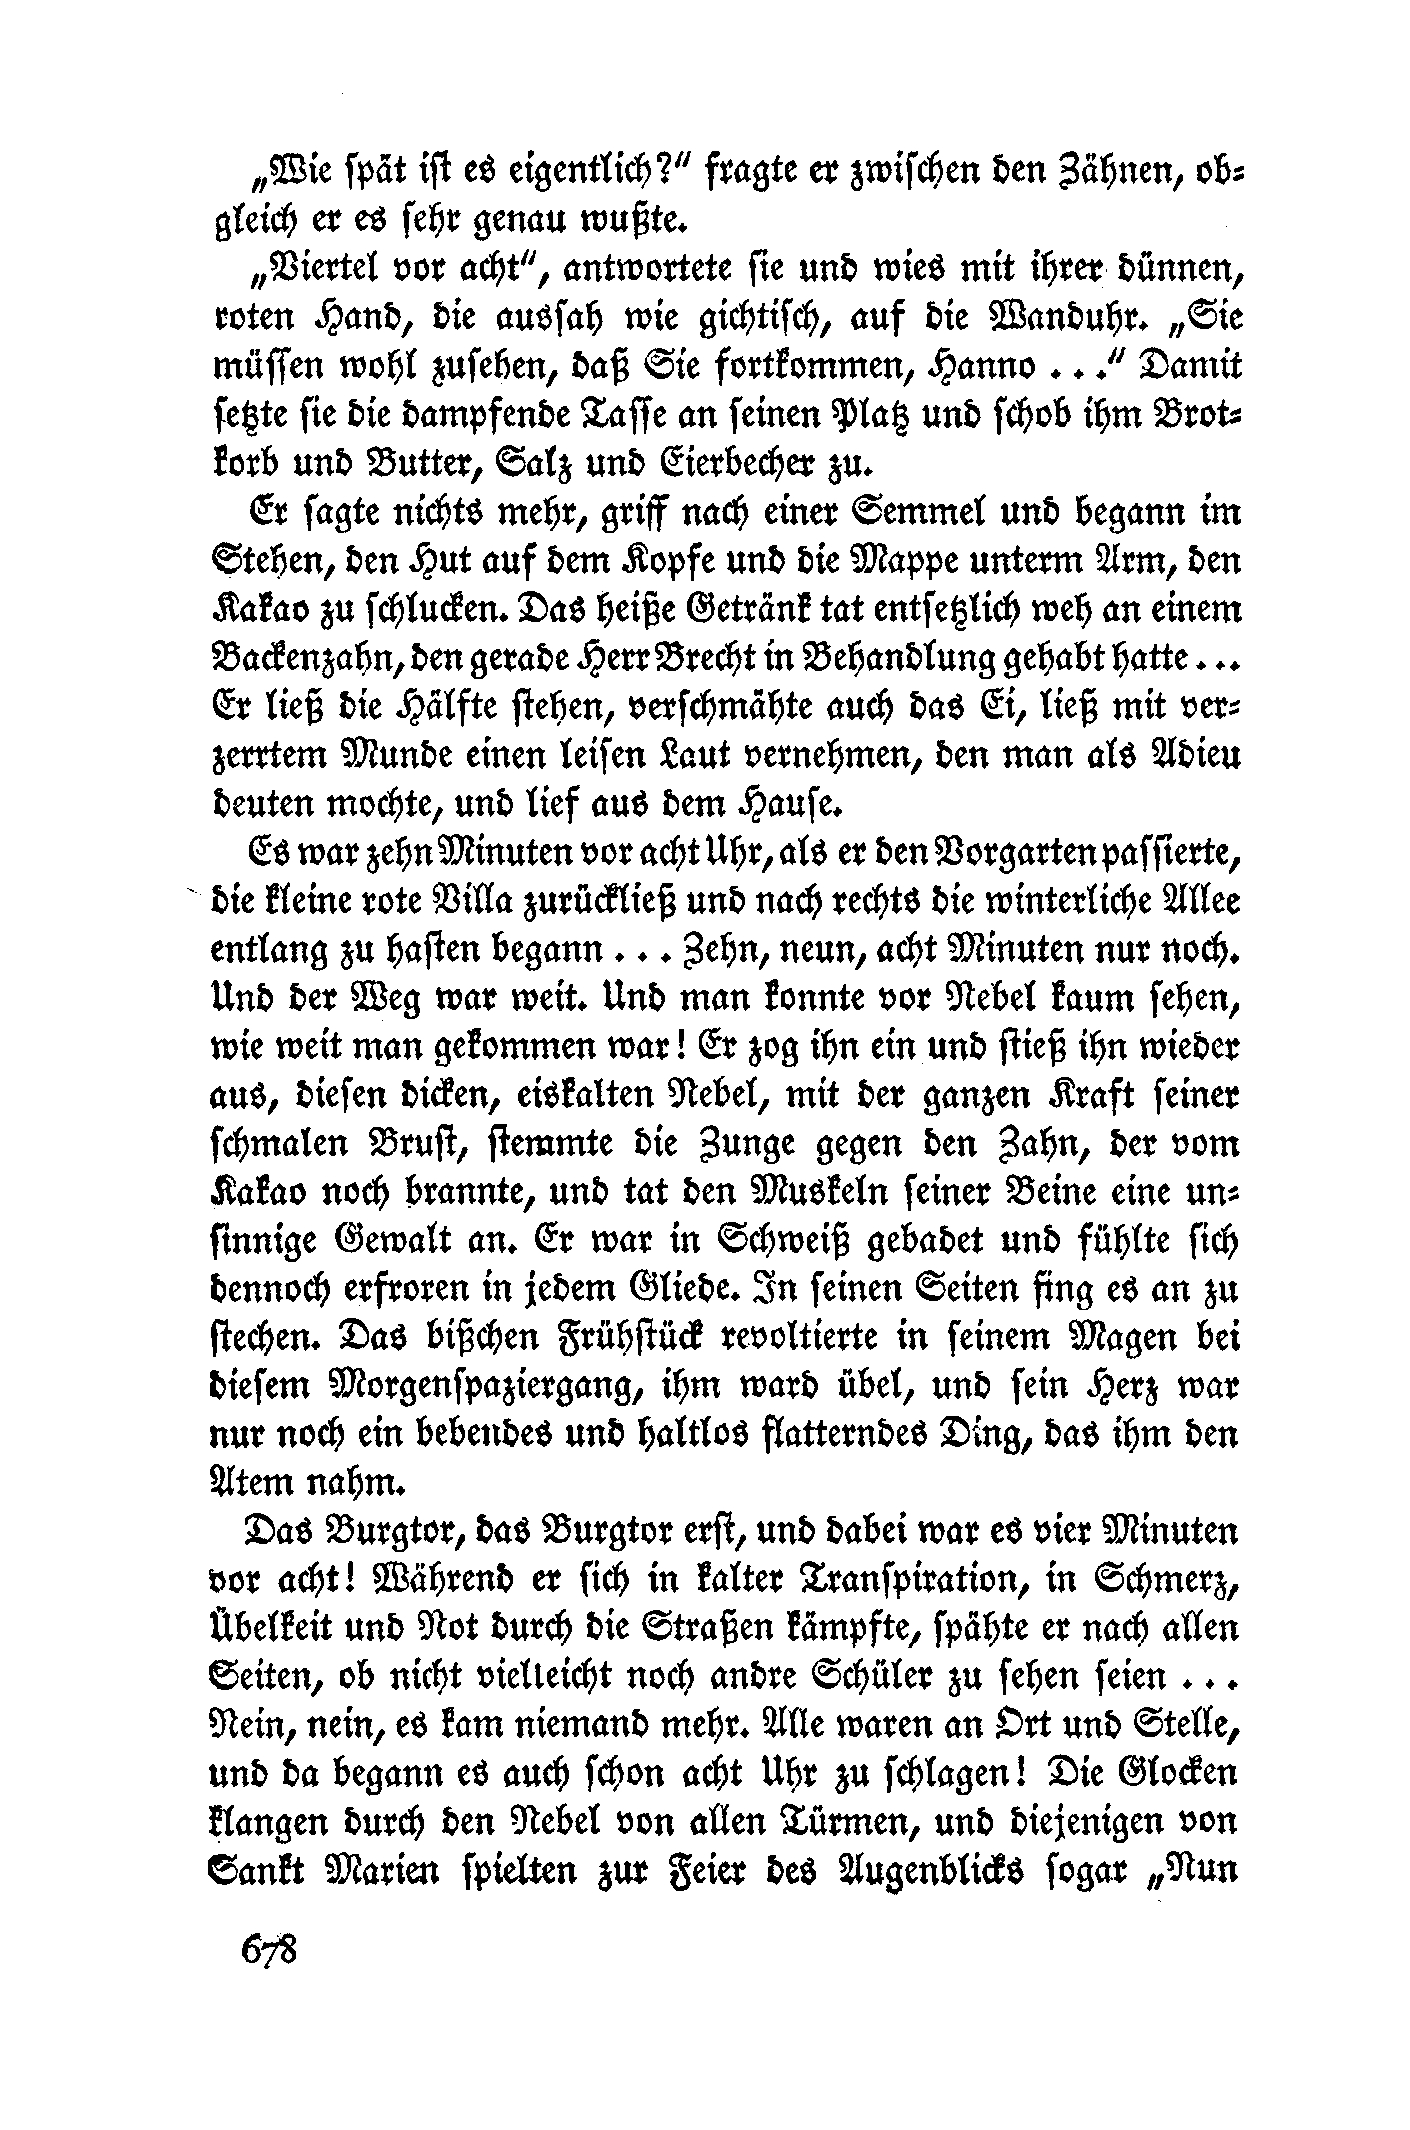 „Wie spät ist es eigentlich?“ fragte er zwischen den Zähnen, ob-
gleich er es sehr genau wußte.
„Viertel vor acht“, antwortete sie und wies mit ihrer dünnen,
roten Hand, die aussah wie gichtisch, auf die Wanduhr. „Sie
müssen wohl zusehen, daß Sie fortkommen, Hanno . . .“ Damit
setzte sie die dampfende Tasse an seinen Platz und schob ihm Brot-
korb und Butter, Salz und Eierbecher zu.
Er sagte nichts mehr, griff nach einer Semmel und begann im
Stehen, den Hut auf dem Kopfe und die Mappe unterm Arm, den
Kakao zu schlucken. Das heiße Getränk tat entsetzlich weh an einem
Backenzahn, den gerade Herr Brecht in Behandlung gehabt hatte . . .
Er ließ die Hälfte stehen, verschmähte auch das Ei, ließ mit ver-
zerrtem Munde einen leisen Laut vernehmen, den man als Adieu
deuten mochte, und lief aus dem Hause.
Es war zehn Minuten vor acht Uhr, als er den Vorgarten passierte,
die kleine rote Villa zurückließ und nach rechts die winterliche Allee
entlang zu hasten begann . . . Zehn, neun, acht Minuten nur noch.
Und der Weg war weit. Und man konnte vor Nebel kaum sehen,
wie weit man gekommen war! Er zog ihn ein und stieß ihn wieder
aus, diesen dicken, eiskalten Nebel, mit der ganzen Kraft seiner
schmalen Brust, stemmte die Zunge gegen den Zahn, der vom
Kakao noch brannte, und tat den Muskeln seiner Beine eine un-
sinnige Gewalt an. Er war in Schweiß gebadet und fühlte sich
dennoch erfroren in jedem Gliede. In seinen Seiten fing es an zu
stechen. Das bißchen Frühstück revoltierte in seinem Magen bei
diesem Morgenspaziergang, ihm ward übel, und sein Herz war
nur noch ein bebendes und haltlos flatterndes Ding, das ihm den
Atem nahm.
Das Burgtor, das Burgtor erst, und dabei war es vier Minuten
vor acht! Während er sich in kalter Transpiration, in Schmerz,
Übelkeit und Not durch die Straßen kämpfte, spähte er nach allen
Seiten, ob nicht vielleicht noch andre Schüler zu sehen seien . . .
Nein, nein, es kam niemand mehr. Alle waren an Ort und Stelle,
und da begann es auch schon acht Uhr zu schlagen! Die Glocken
klangen durch den Nebel von allen Türmen, und diejenigen von
Sankt Marien spielten zur Feier des Augenblicks sogar „Nun
678